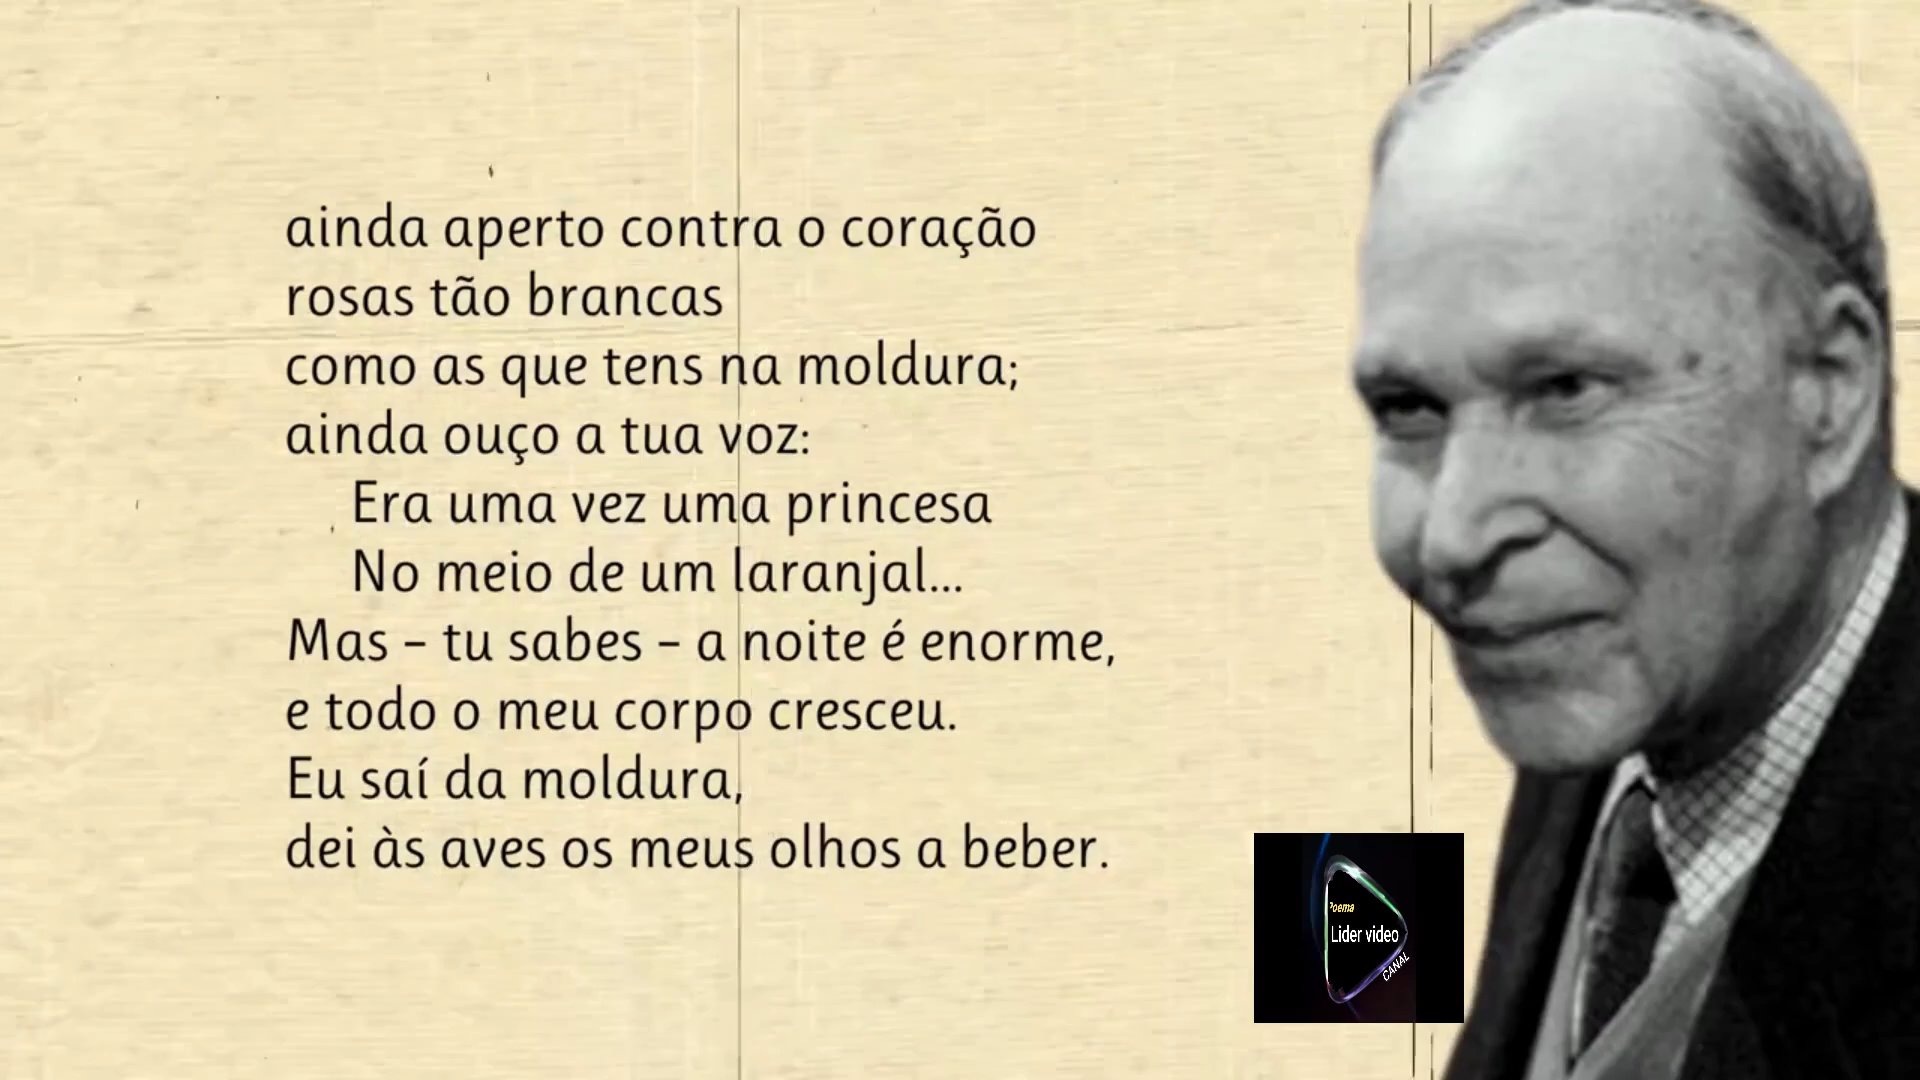 ainda aperto contra o coração
rosas tão brancas
como as que tens na moldura;
ainda ouço a tua voz:
Era uma vez uma princesa
No meio de um laranjal...
Mas – tu sabes – a noite é enorme,
e todo o meu corpo cresceu.
Eu saí da moldura,
dei às aves os meus olhos a beber.
Poema
Lider video
CANAL